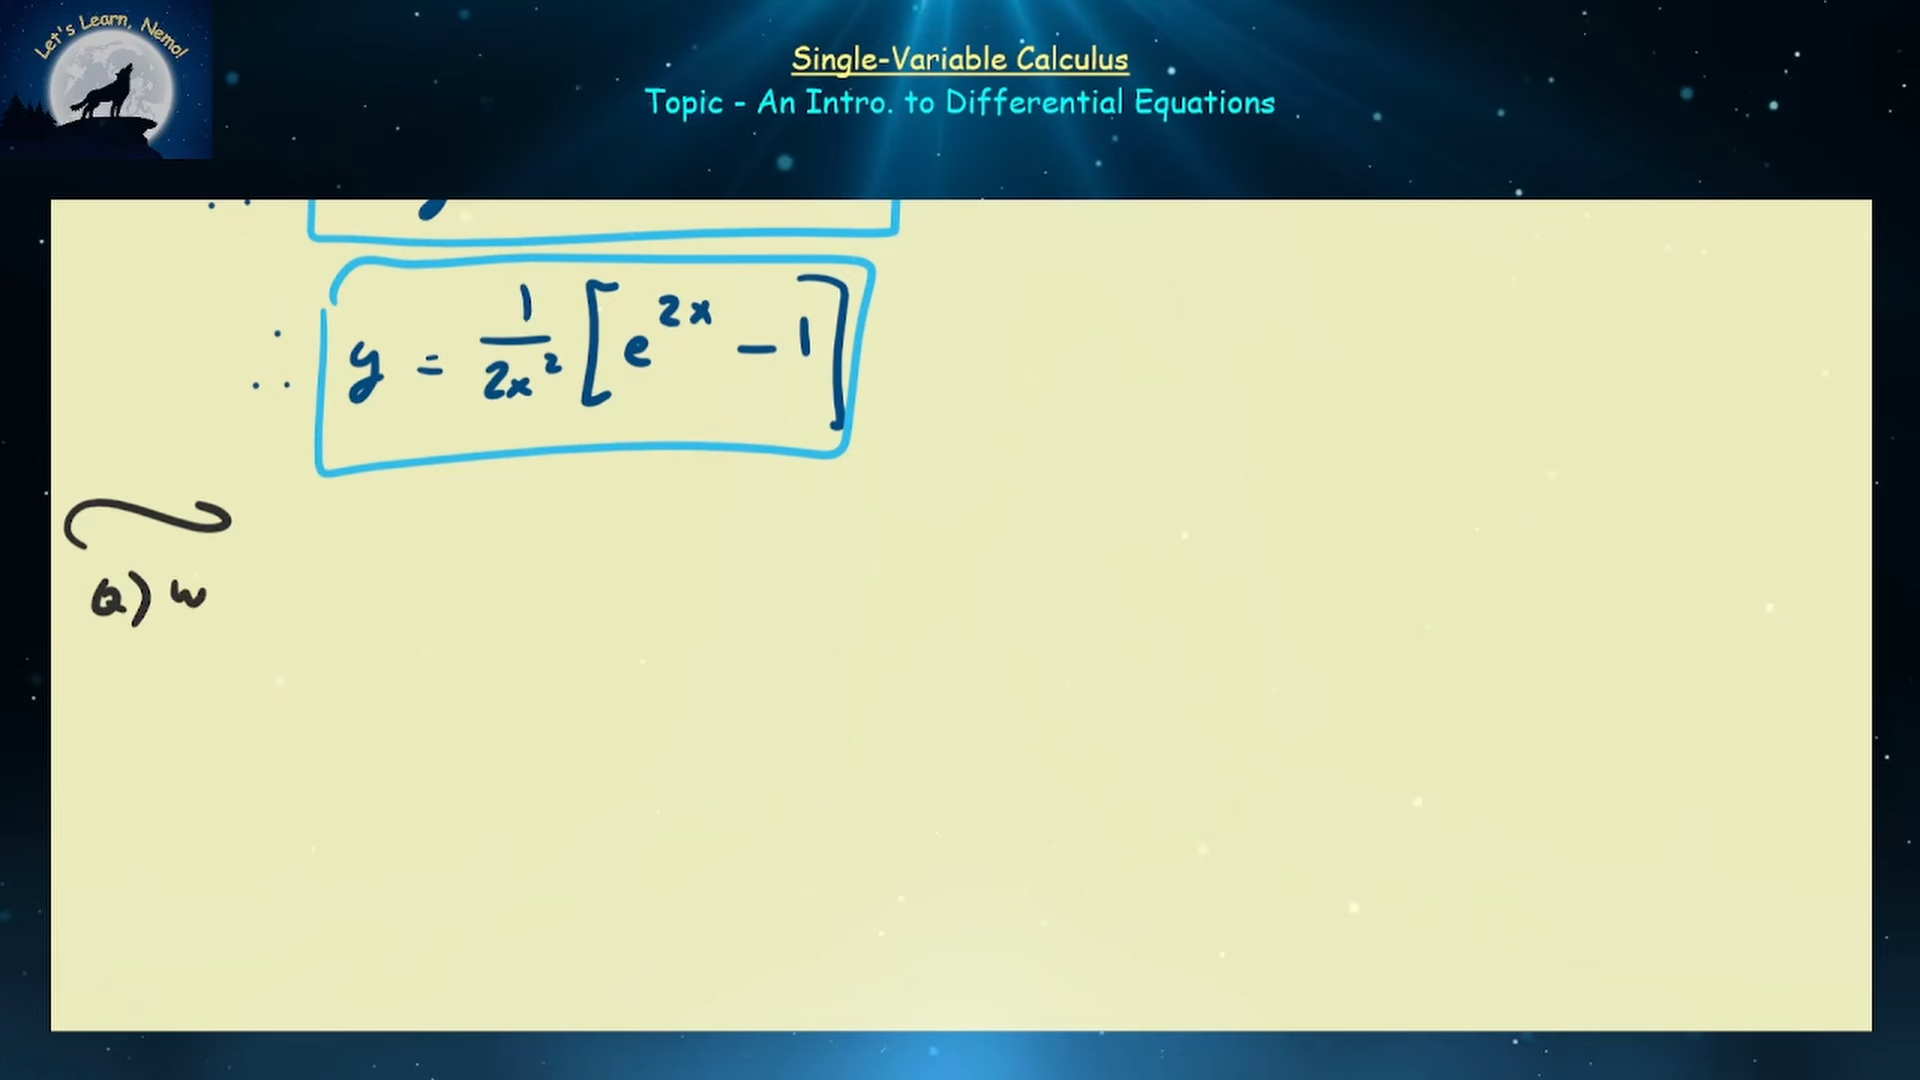 Let's Learn, Nemo!
Single-Variable Calculus
Topic - An Intro. to Differential Equations
∴ y = 1/(2x²) [e^(2x) - 1]
Q) w